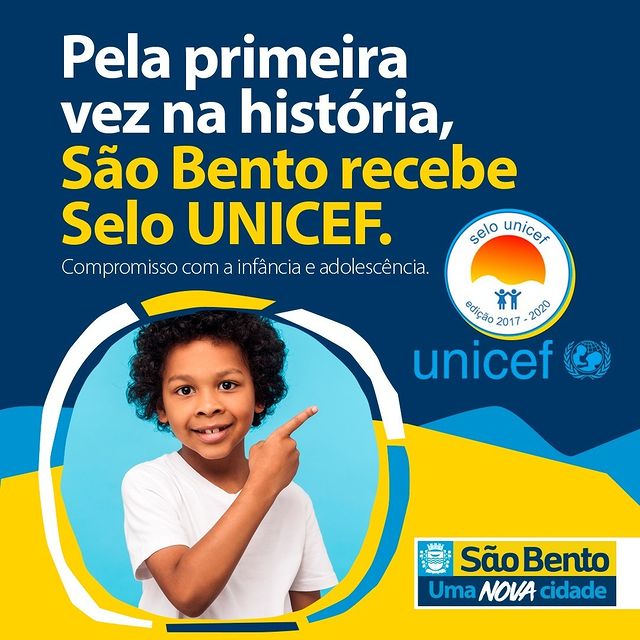 Pela primeira
vez na história,
São Bento recebe
Selo UNICEF.
Compromisso com a infância e adolescência.
selo unicef
edição 2017 - 2020
unicef
São Bento
Uma NOVA cidade